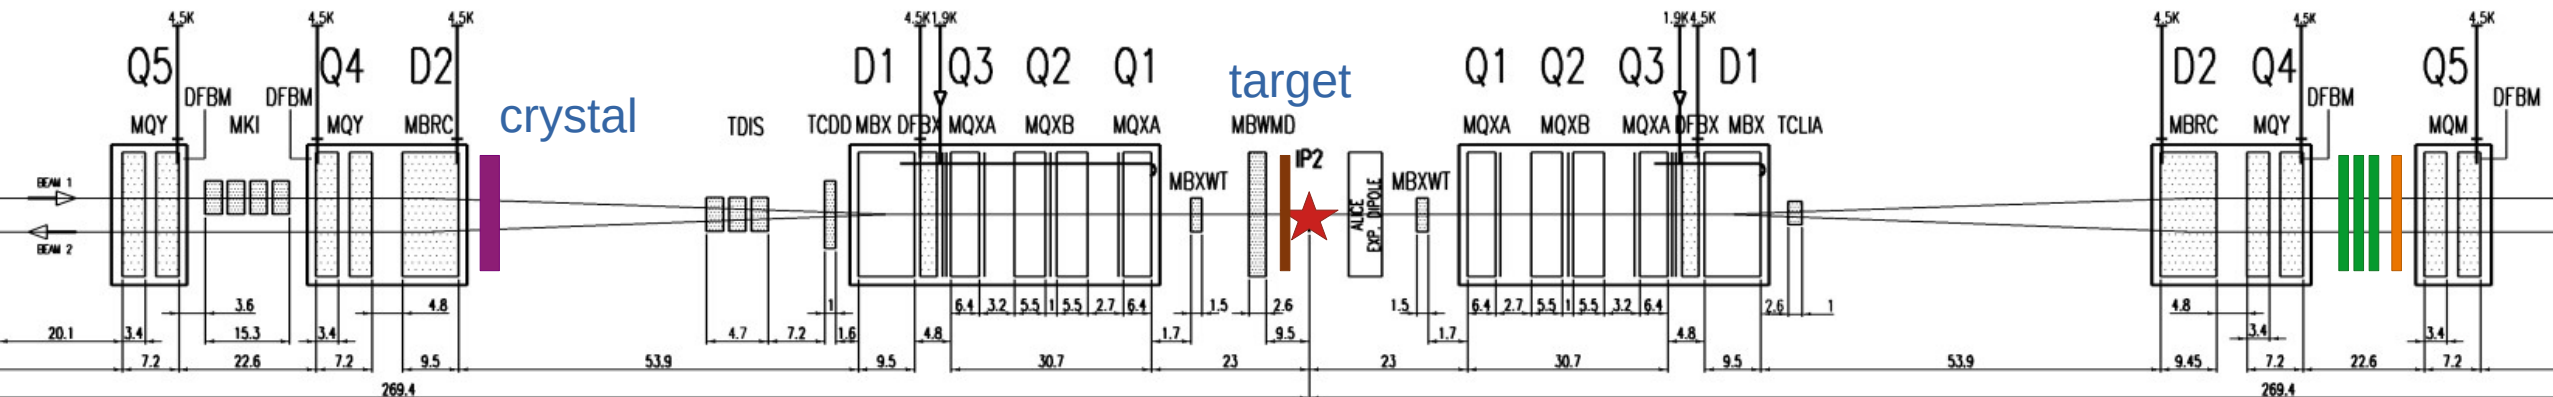 4.5K 4.5K 4.5K 4.5K 1.9K 1.9K 4.5K 4.5K 4.5K 4.5K
Q5 Q4 D2 D1 Q3 Q2 Q1 target Q1 Q2 Q3 D1 D2 Q4 Q5
DFBM DFBM crystal DFBM DFBM
MQY MKI MQY MBRC TDIS TCDD MBX DFBX MQXA MQXB MQXA MBWMD MQXA MQXB MQXA DFBX MBX TCLIA MBRC MQY MQM
IP2
BEAM 1 MBXWT ALICE EXP. DIPOLE MBXWT
BEAM 2
3.6 4.8 1 6.4 3.2 5.5 1 5.5 2.7 6.4 1.5 2.6 1.5 6.4 2.7 5.5 1 5.5 3.2 6.4 2.6 1 4.8
20.1 3.4 15.3 3.4 4.7 7.2 1.6 4.8 1.7 9.5 1.7 4.8 3.4 3.4
7.2 22.6 7.2 9.5 53.9 9.5 30.7 23 23 30.7 9.5 53.9 9.45 7.2 22.6 7.2
269.4 269.4